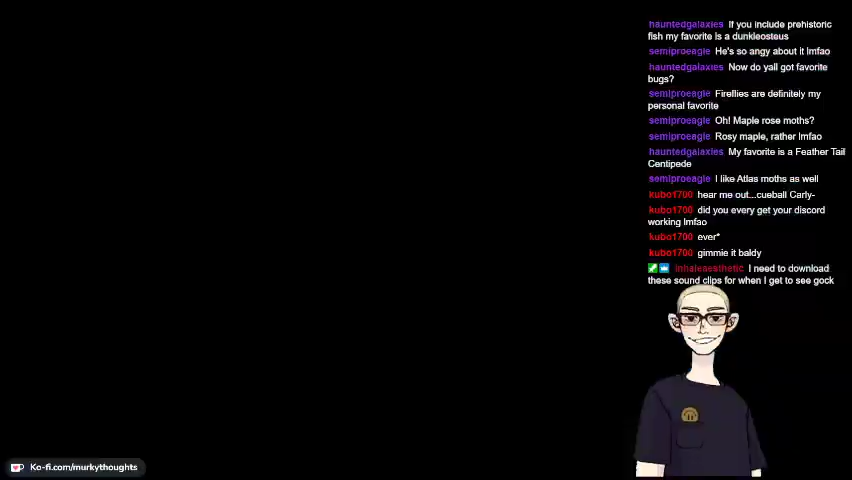 hauntedgalaxies If you include prehistoric
fish my favorite is a dunkleosteus
semiproeagle He's so angy about it lmfao
hauntedgalaxies Now do yall got favorite
bugs?
semiproeagle Fireflies are definitely my
personal favorite
semiproeagle Oh! Maple rose moths?
semiproeagle Rosy maple, rather lmfao
hauntedgalaxies My favorite is a Feather Tail
Centipede
semiproeagle I like Atlas moths as well
kubo1700 hear me out...cueball Carly-
kubo1700 did you every get your discord
working lmfao
kubo1700 ever*
kubo1700 gimmie it baldy
inhaleaesthetic I need to download
these sound clips for when I get to see gock
Ko-fi.com/murkythoughts